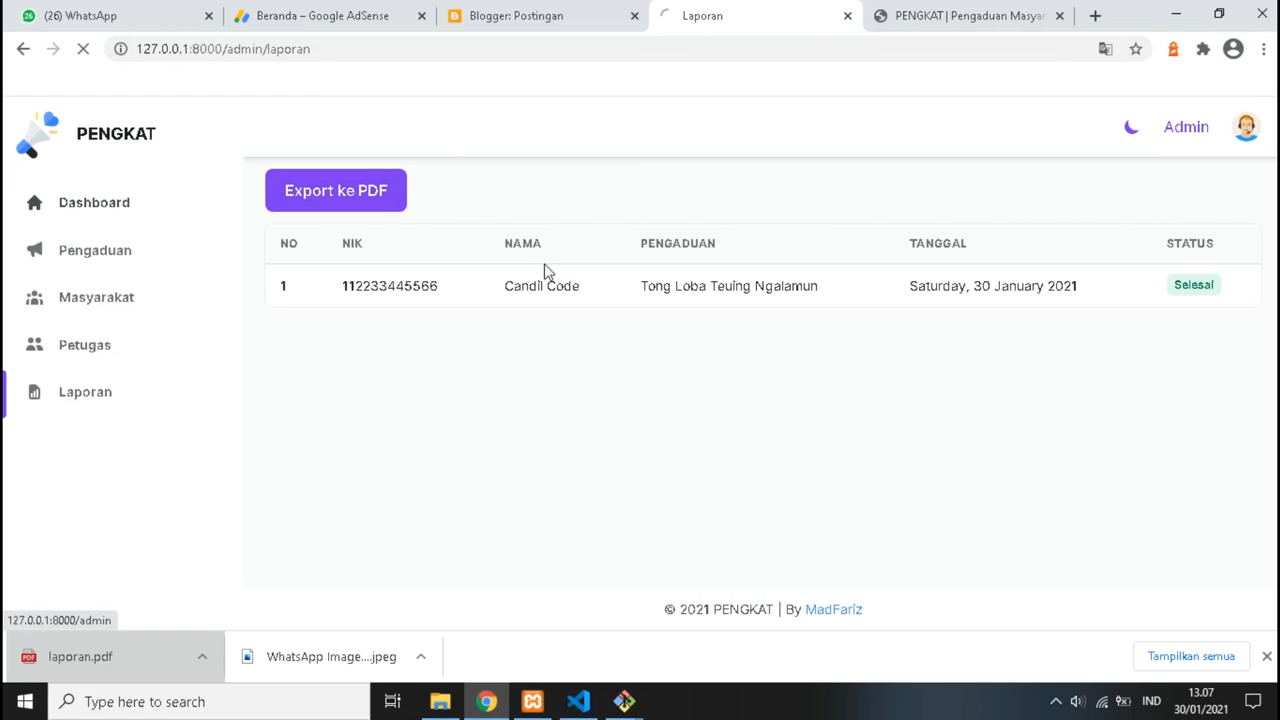 (26) WhatsApp
Beranda – Google AdSense
Blogger: Postingan
Laporan
PENGKAT | Pengaduan Masyar
127.0.0.1:8000/admin/laporan
PENGKAT
Admin
Dashboard
Pengaduan
Masyarakat
Petugas
Laporan
Export ke PDF
NO NIK NAMA PENGADUAN TANGGAL STATUS
1 112233445566 Candil Code Tong Loba Teuing Ngalamun Saturday, 30 January 2021 Selesai
© 2021 PENGKAT | By MadFariz
127.0.0.1:8000/admin
laporan.pdf
WhatsApp Image....jpeg
Tampilkan semua
Type here to search
IND
13.07
30/01/2021